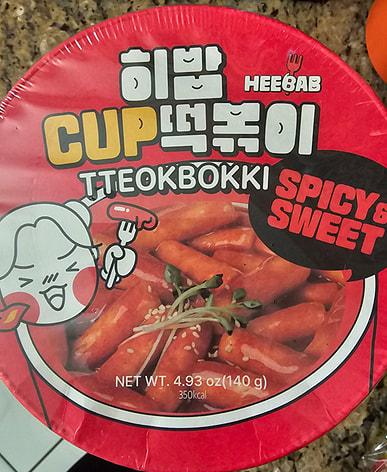 히밥
HEEBAB
CUP떡볶이
TTEOKBOKKI
SPICY &
SWEET
NET WT. 4.93 oz(140 g)
350kcal